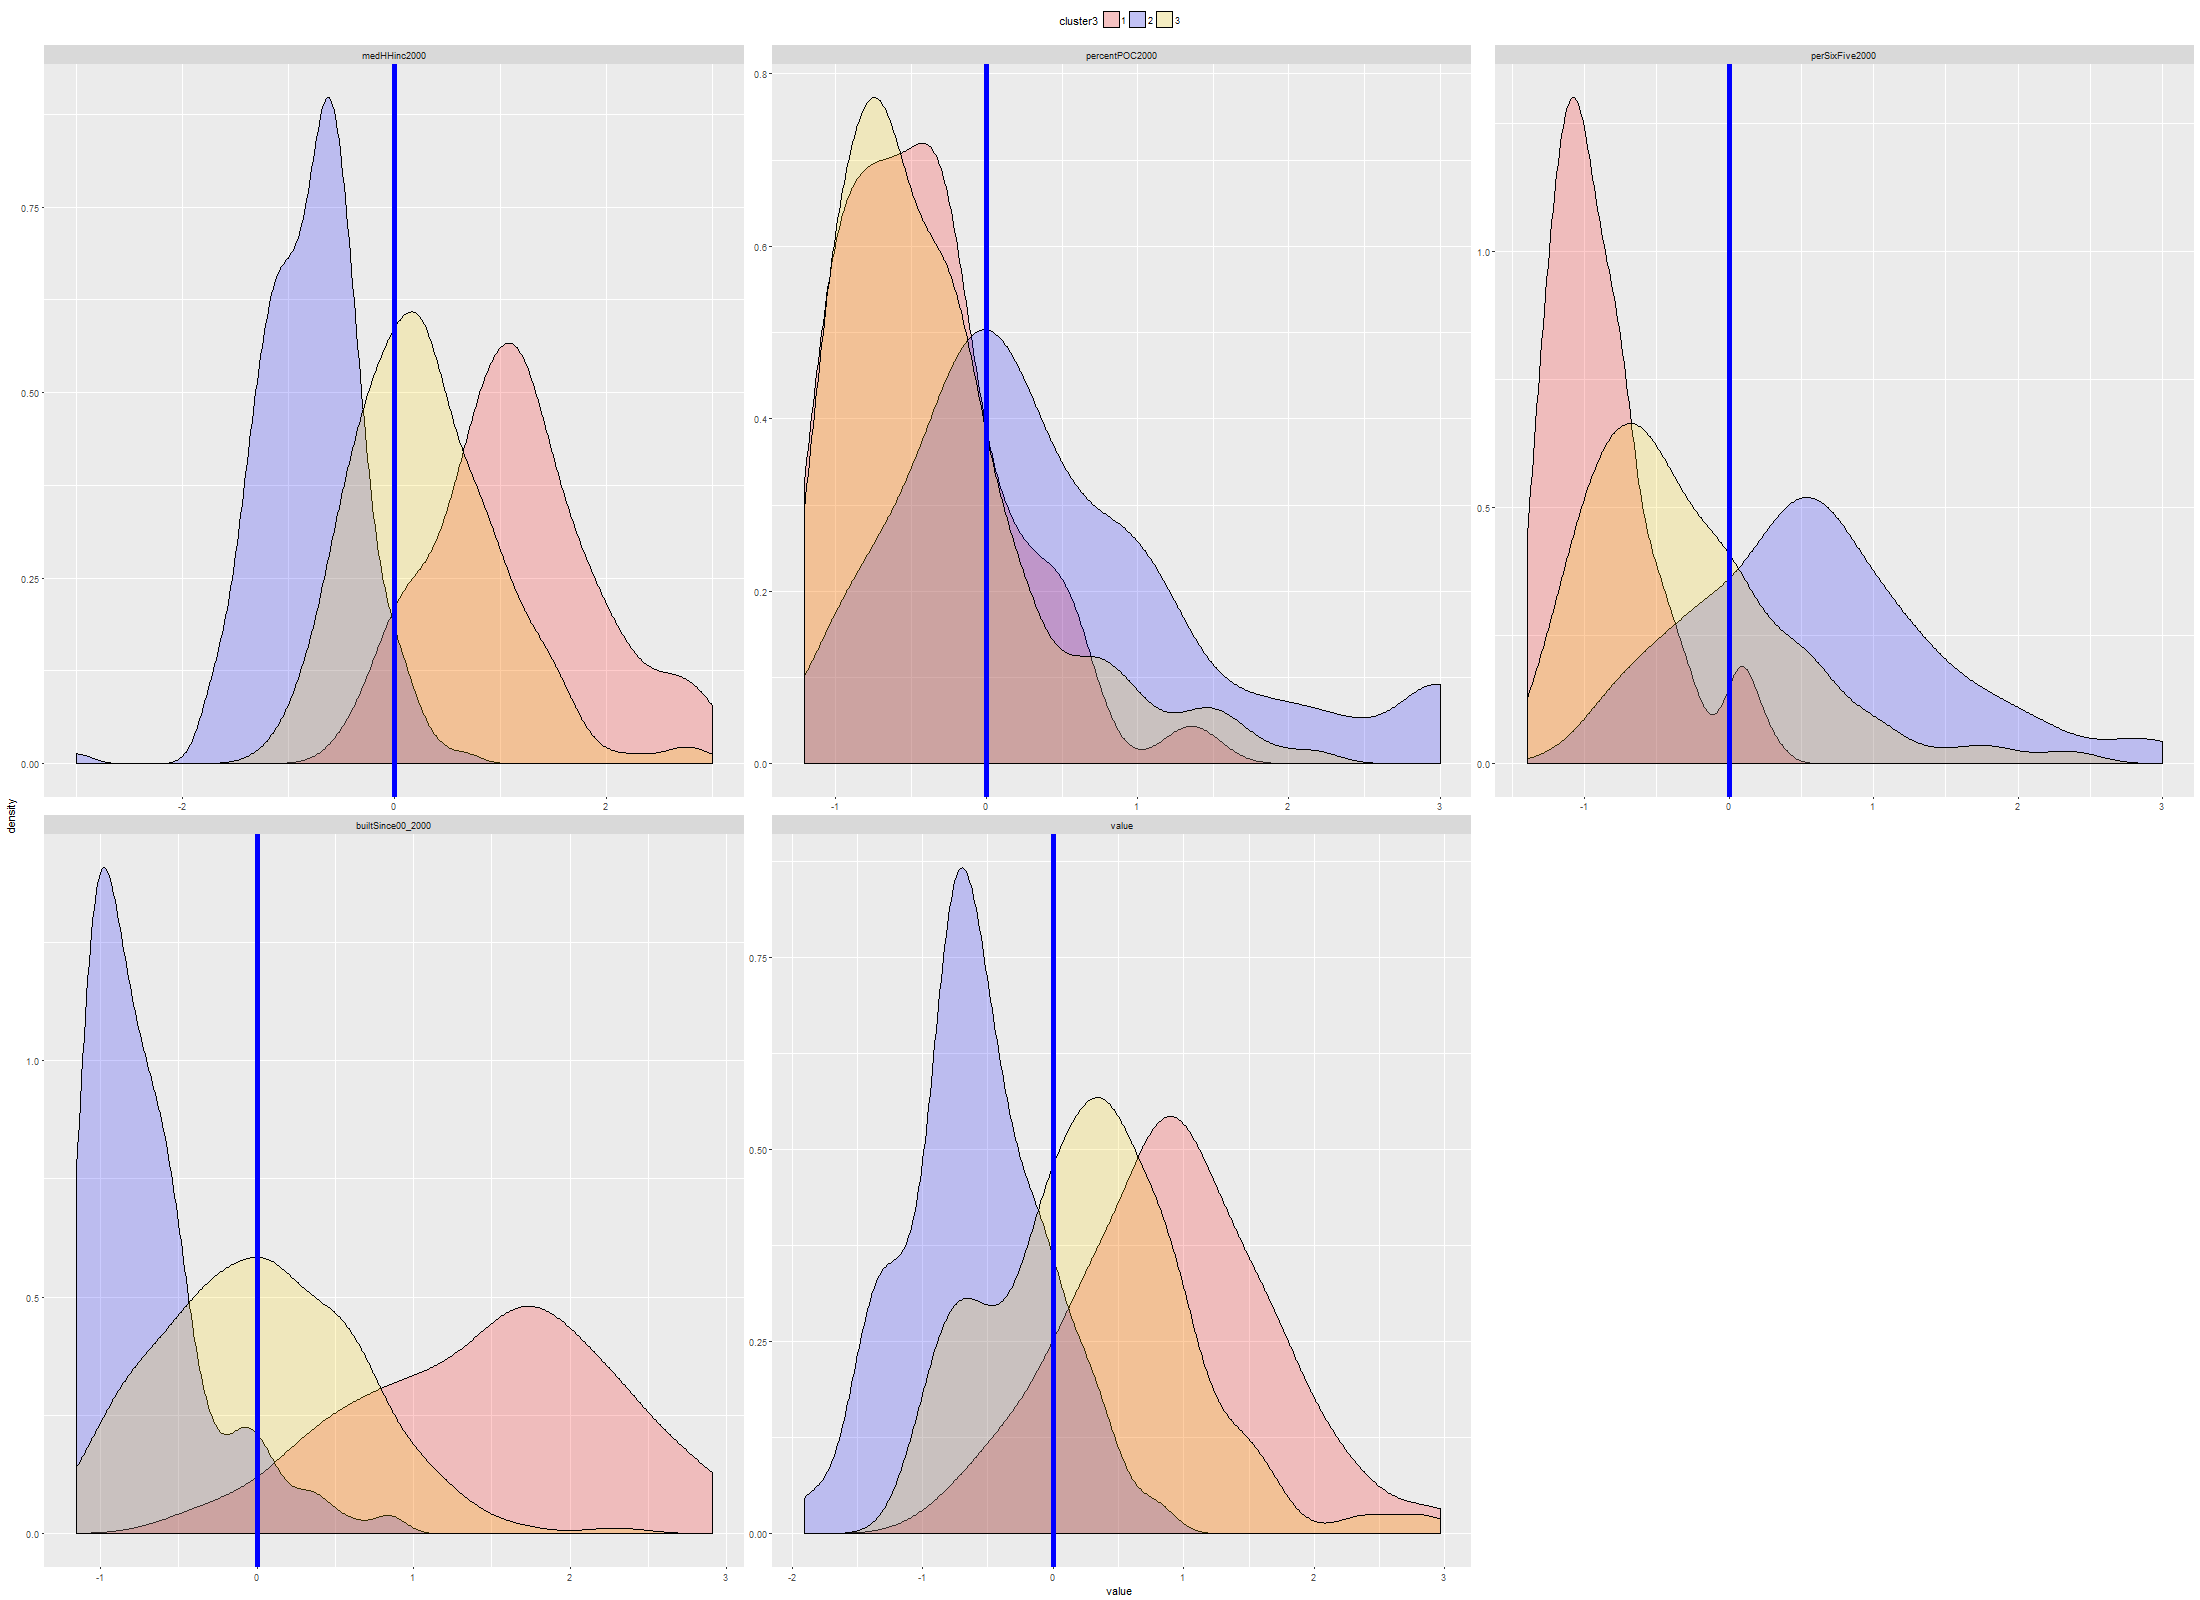 cluster3 1 2 3
medHHinc2000 percentPOC2000 perSixFive2000
0.75
0.50
0.25
0.00
-2 0 2
0.8
0.6
0.4
0.2
0.0
-1 0 1 2 3
1.0
0.5
0.0
-1 0 1 2 3
density
builtSince00_2000 value
1.0
0.5
0.0
-1 0 1 2 3
0.75
0.50
0.25
0.00
-2 -1 0 1 2 3
value